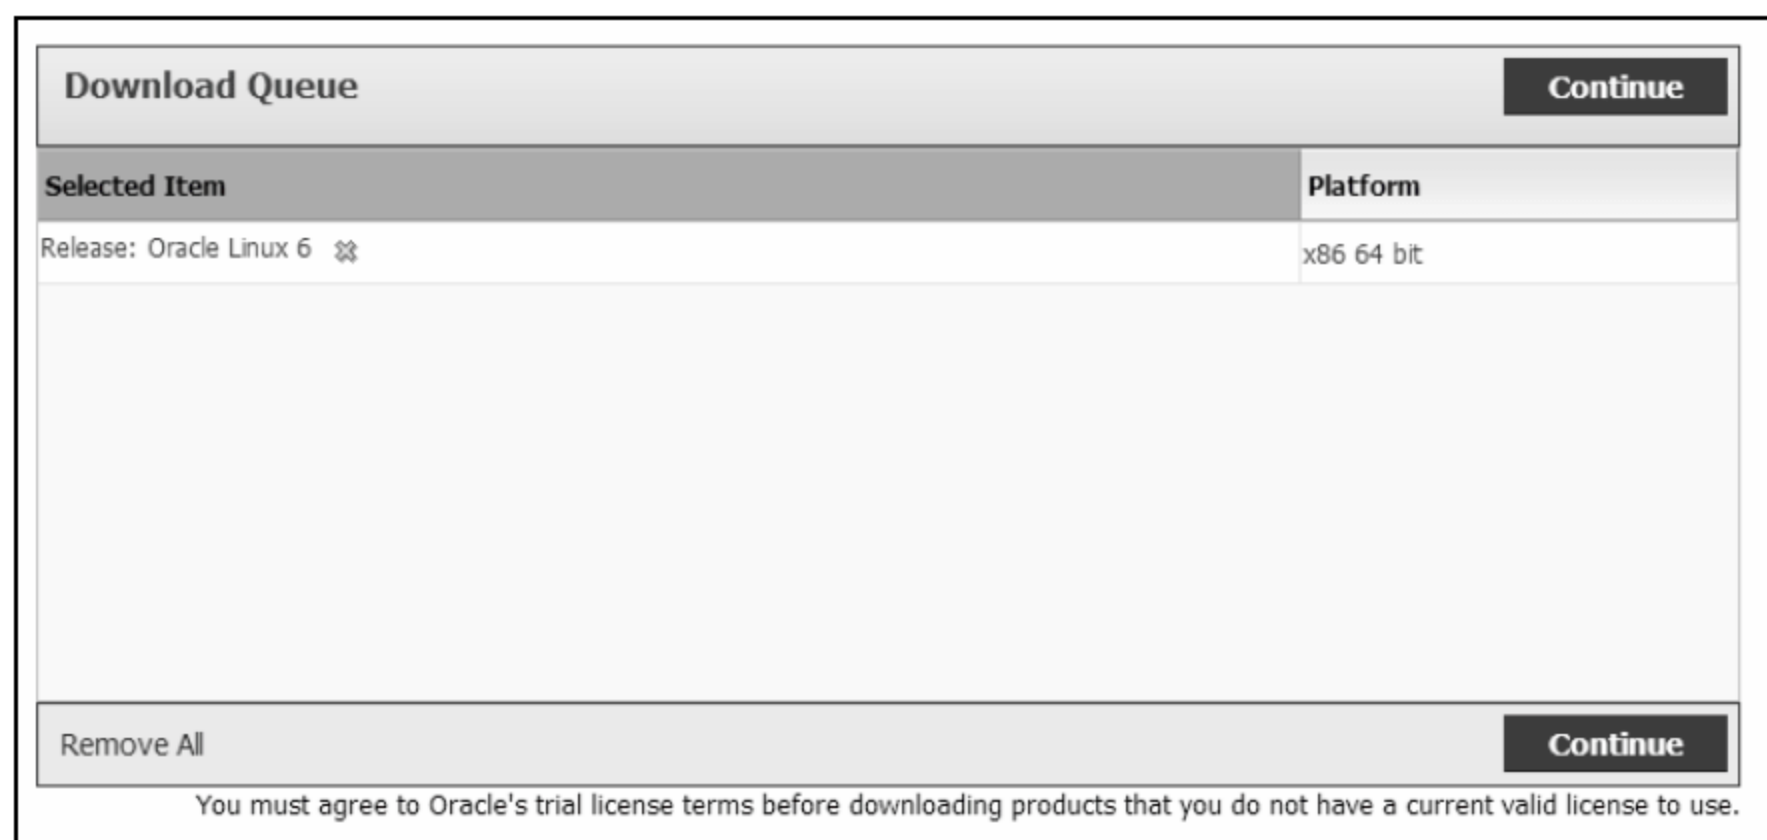 Download Queue
Continue
Selected Item
Platform
Release: Oracle Linux 6
x86 64 bit
Remove All
Continue
You must agree to Oracle's trial license terms before downloading products that you do not have a current valid license to use.